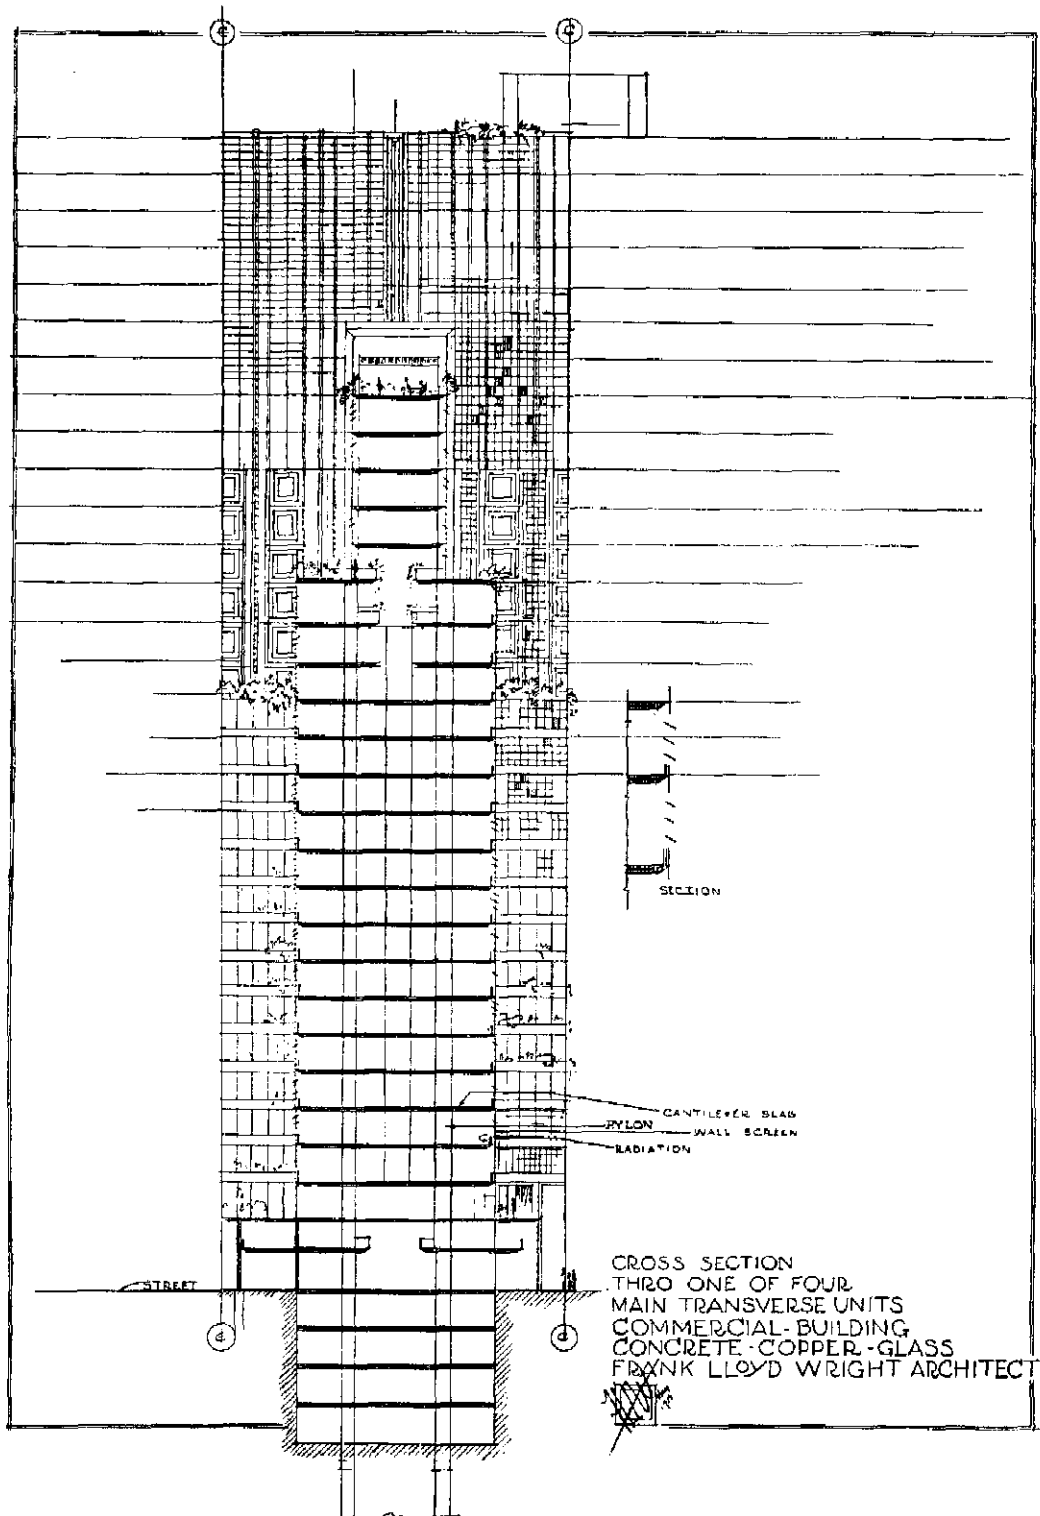 SECTION
CANTILEVER SLAB
PYLON
WALL SCREEN
RADIATION
STREET
CROSS SECTION
THRO ONE OF FOUR
MAIN TRANSVERSE UNITS
COMMERCIAL-BUILDING
CONCRETE-COPPER-GLASS
FRANK LLOYD WRIGHT ARCHITECT